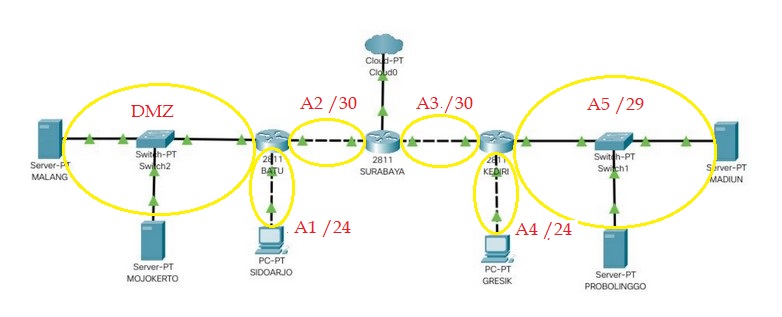 Cloud-PT
Cloud0
DMZ
A2 /30
A3 /30
A5 /29
Server-PT
MALANG
Switch-PT
Switch2
2811
BATU
2811
SURABAYA
2811
KEDIRI
Switch-PT
Switch1
Server-PT
MADIUN
A1 /24
A4 /24
Server-PT
MOJOKERTO
PC-PT
SIDOARJO
PC-PT
GRESIK
Server-PT
PROBOLINGGO